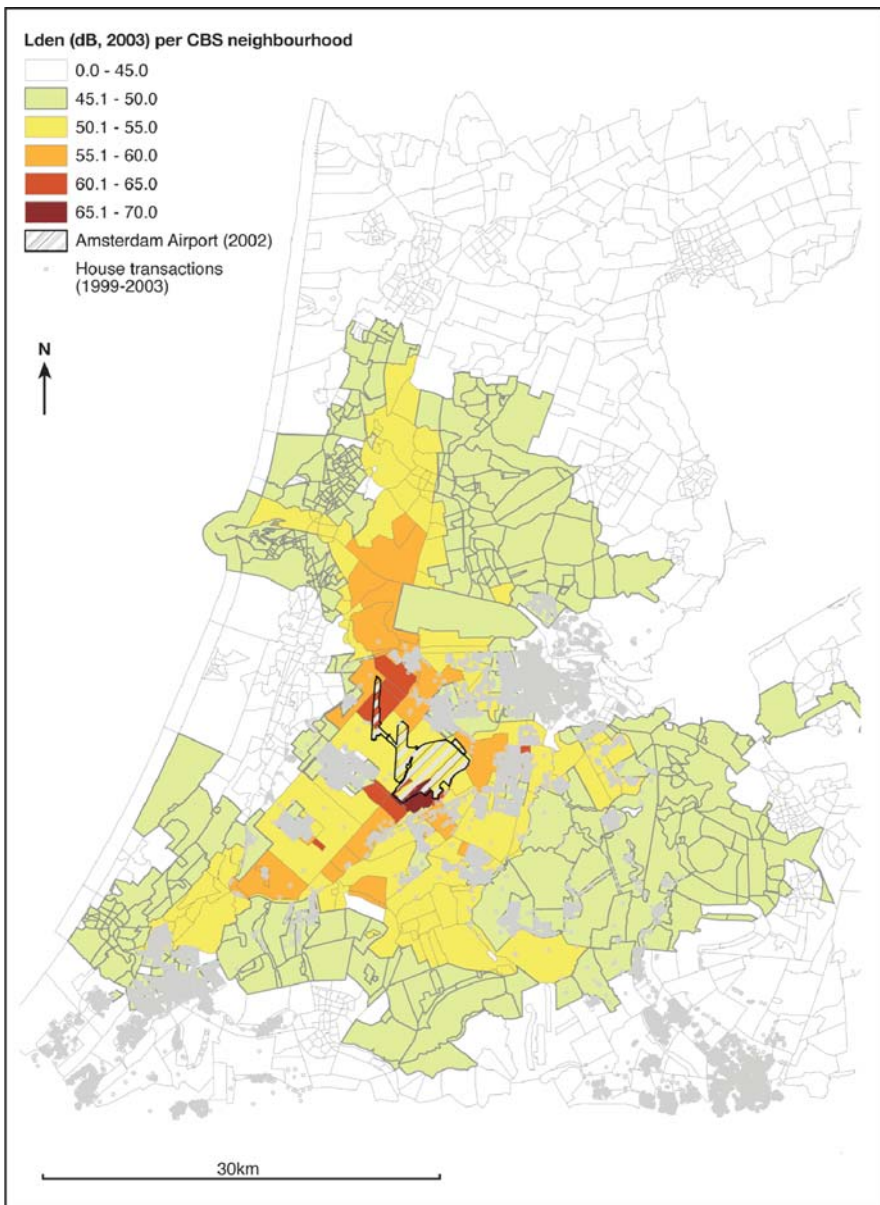 Lden (dB, 2003) per CBS neighbourhood
0.0 - 45.0
45.1 - 50.0
50.1 - 55.0
55.1 - 60.0
60.1 - 65.0
65.1 - 70.0
Amsterdam Airport (2002)
House transactions
(1999-2003)
N
30km